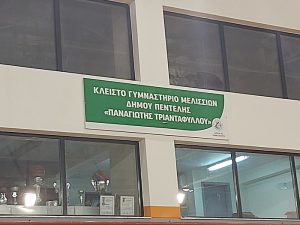 ΚΛΕΙΣΤΟ ΓΥΜΝΑΣΤΗΡΙΟ ΜΕΛΙΣΣΙΩΝ
ΔΗΜΟΥ ΠΕΝΤΕΛΗΣ
«ΠΑΝΑΓΙΩΤΗΣ ΤΡΙΑΝΤΑΦΥΛΛΟΥ»